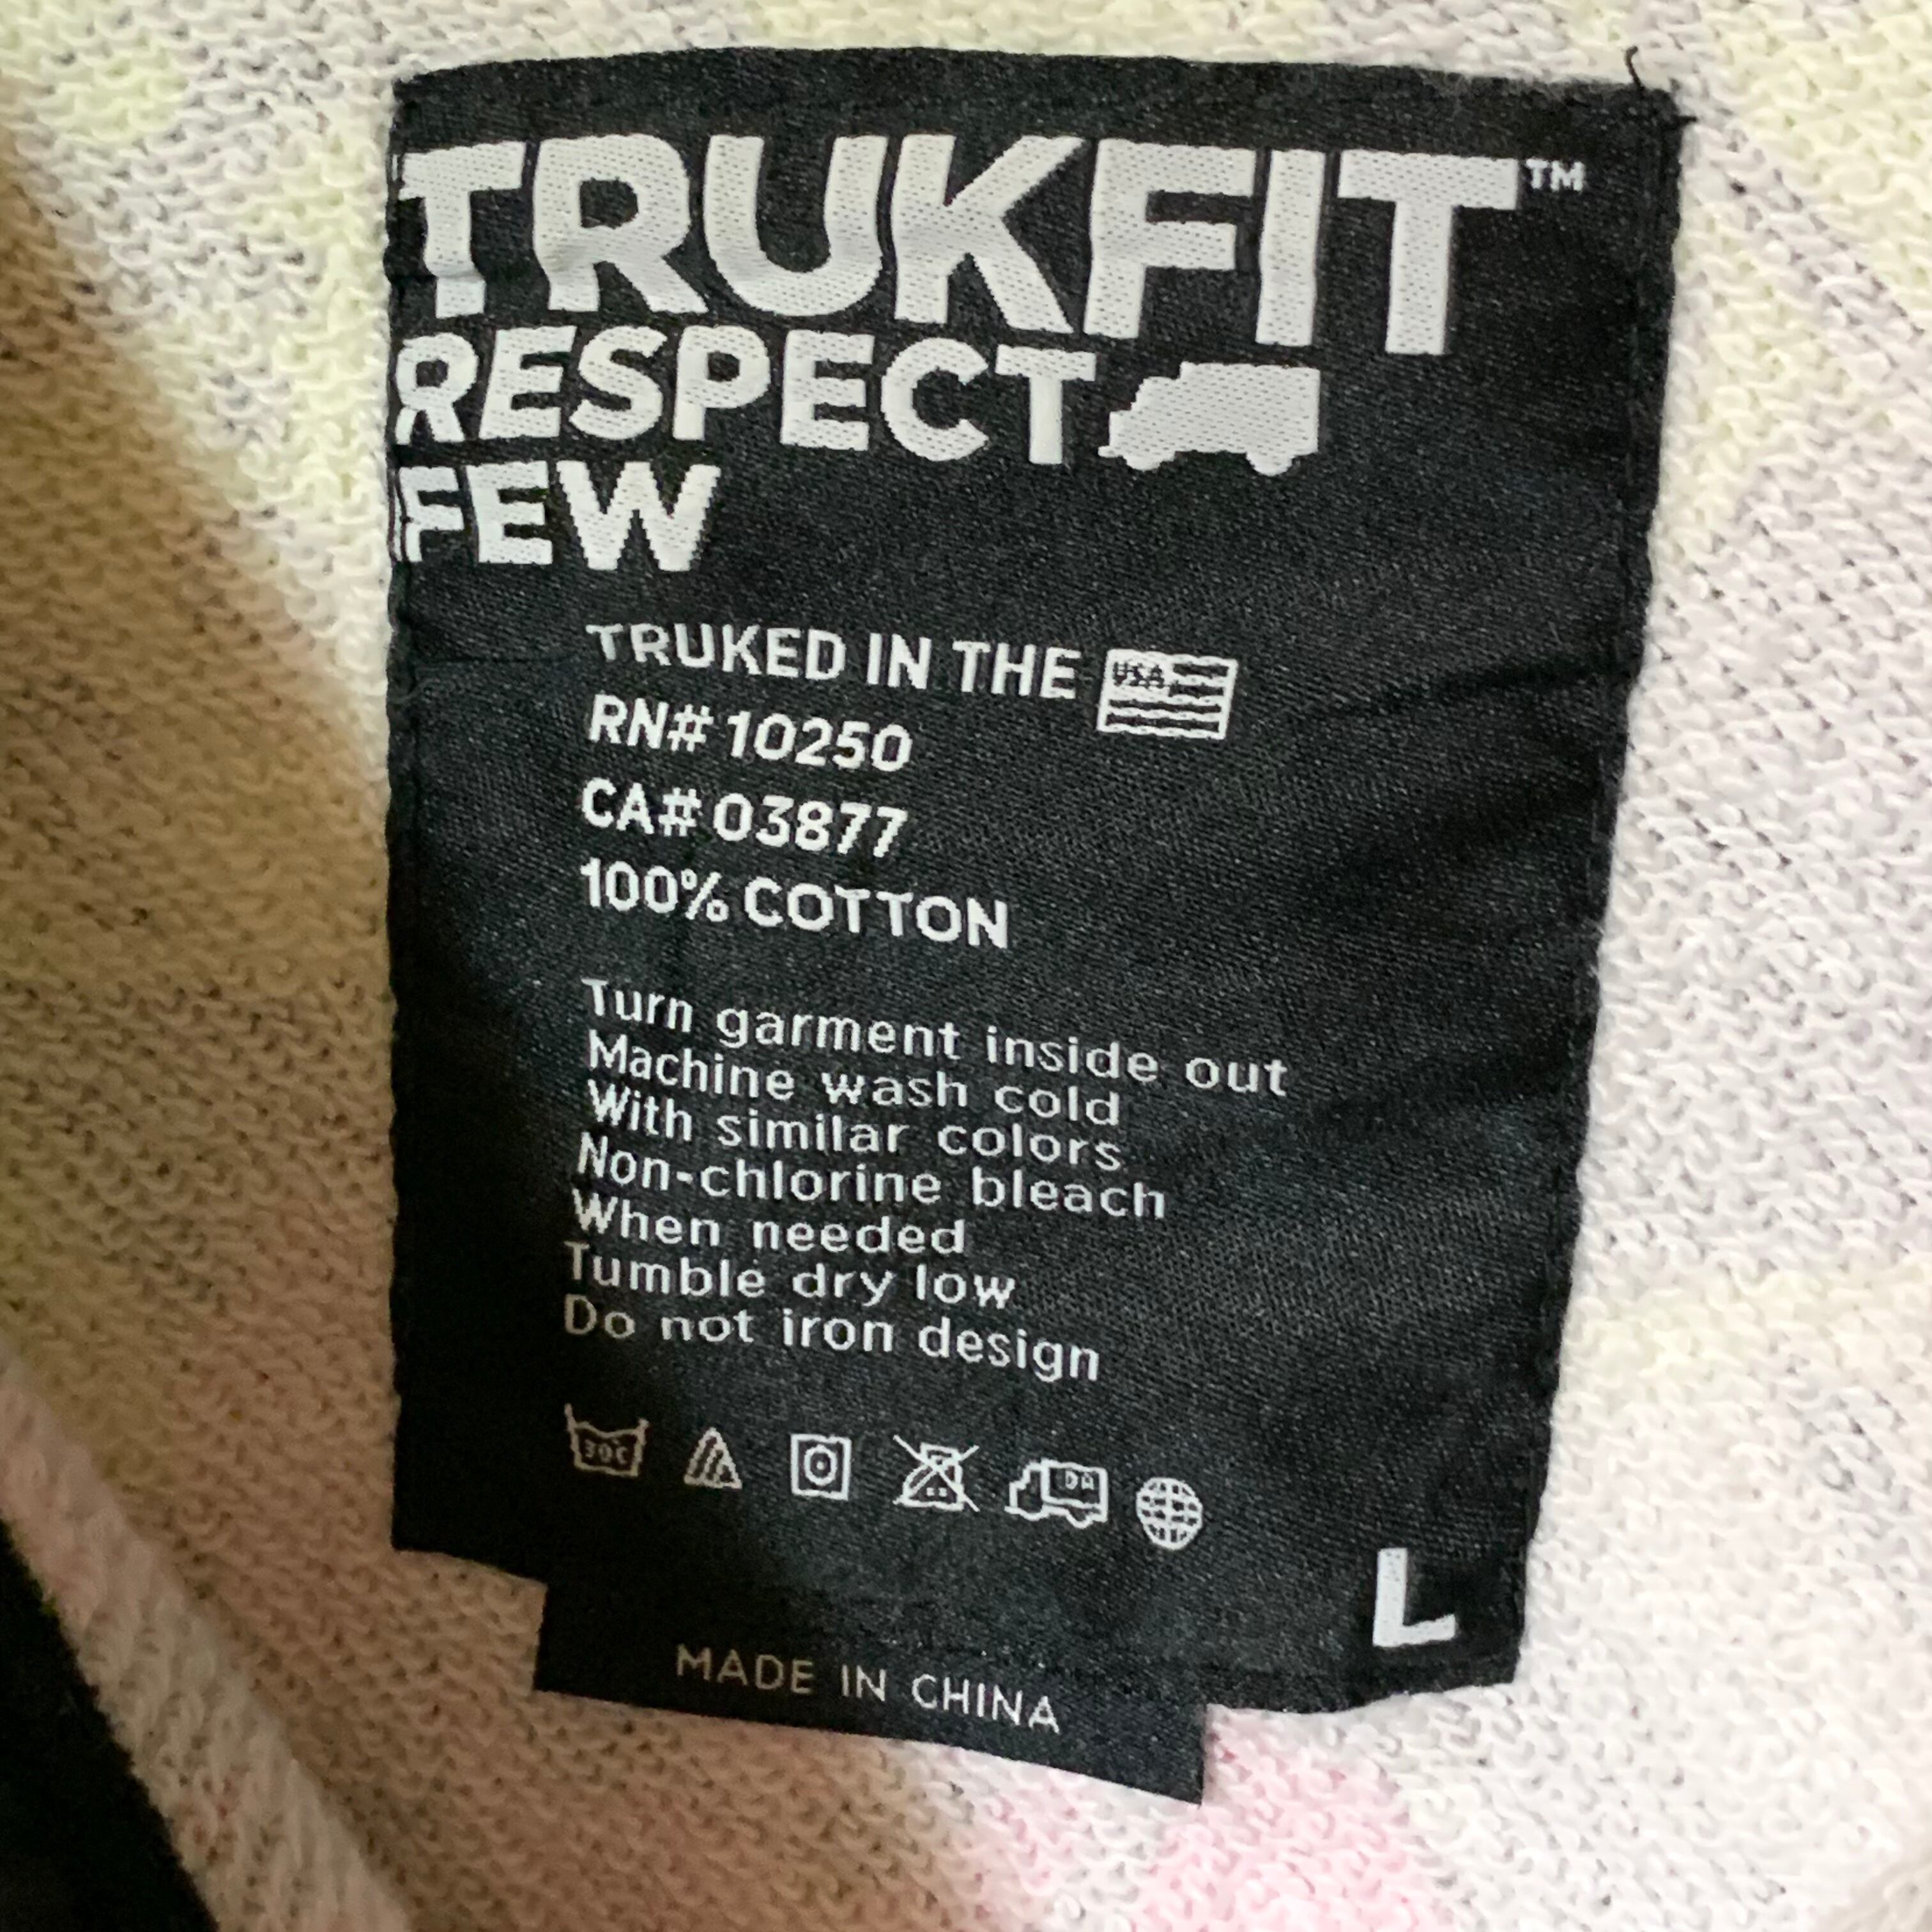 TRUKFIT™
RESPECT
FEW
TRUKED IN THE USA
RN# 10250
CA# 03877
100% COTTON
Turn garment inside out
Machine wash cold
With similar colors
Non-chlorine bleach
When needed
Tumble dry low
Do not iron design
30c DA
L
MADE IN CHINA